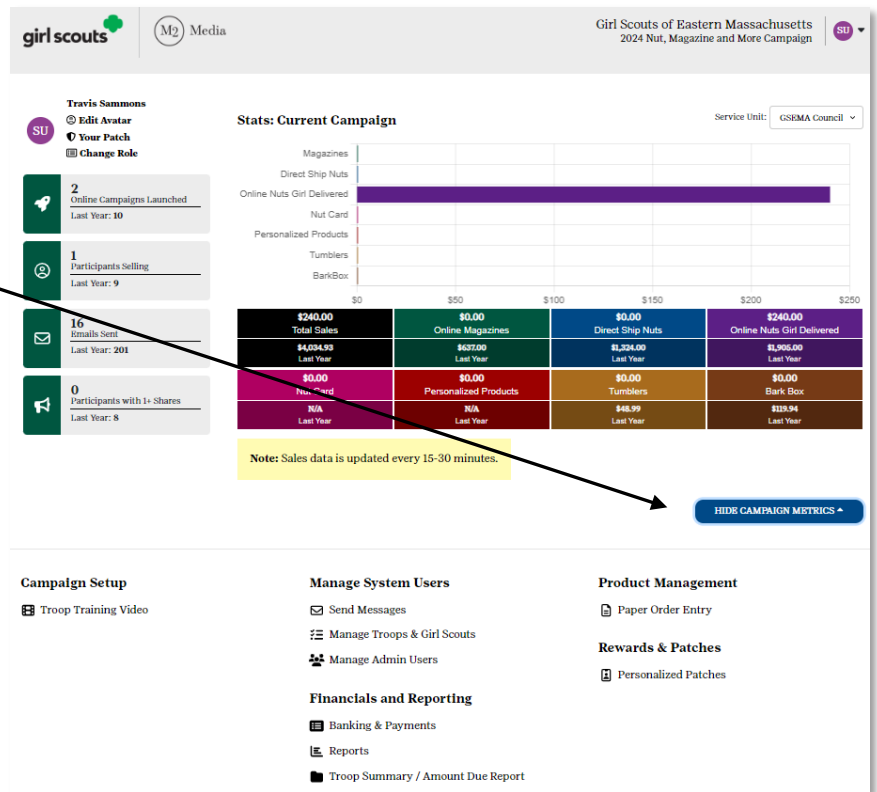 girl scouts
M2 Media
Girl Scouts of Eastern Massachusetts
2024 Nut, Magazine and More Campaign
SU
SU
Travis Sammons
Edit Avatar
Your Patch
Change Role
2
Online Campaigns Launched
Last Year: 10
1
Participants Selling
Last Year: 9
16
Emails Sent
Last Year: 201
0
Participants with 1+ Shares
Last Year: 8
Stats: Current Campaign
Service Unit: GSEMA Council
Magazines
Direct Ship Nuts
Online Nuts Girl Delivered
Nut Card
Personalized Products
Tumblers
BarkBox
$0 $50 $100 $150 $200 $250
$240.00 $0.00 $0.00 $240.00
Total Sales Online Magazines Direct Ship Nuts Online Nuts Girl Delivered
$4,034.93 $637.00 $1,324.00 $1,905.00
Last Year Last Year Last Year Last Year
$0.00 $0.00 $0.00 $0.00
Nut Card Personalized Products Tumblers Bark Box
N/A N/A $48.99 $119.94
Last Year Last Year Last Year Last Year
Note: Sales data is updated every 15-30 minutes.
HIDE CAMPAIGN METRICS
Campaign Setup
Troop Training Video
Manage System Users
Send Messages
Manage Troops & Girl Scouts
Manage Admin Users
Financials and Reporting
Banking & Payments
Reports
Troop Summary / Amount Due Report
Product Management
Paper Order Entry
Rewards & Patches
Personalized Patches